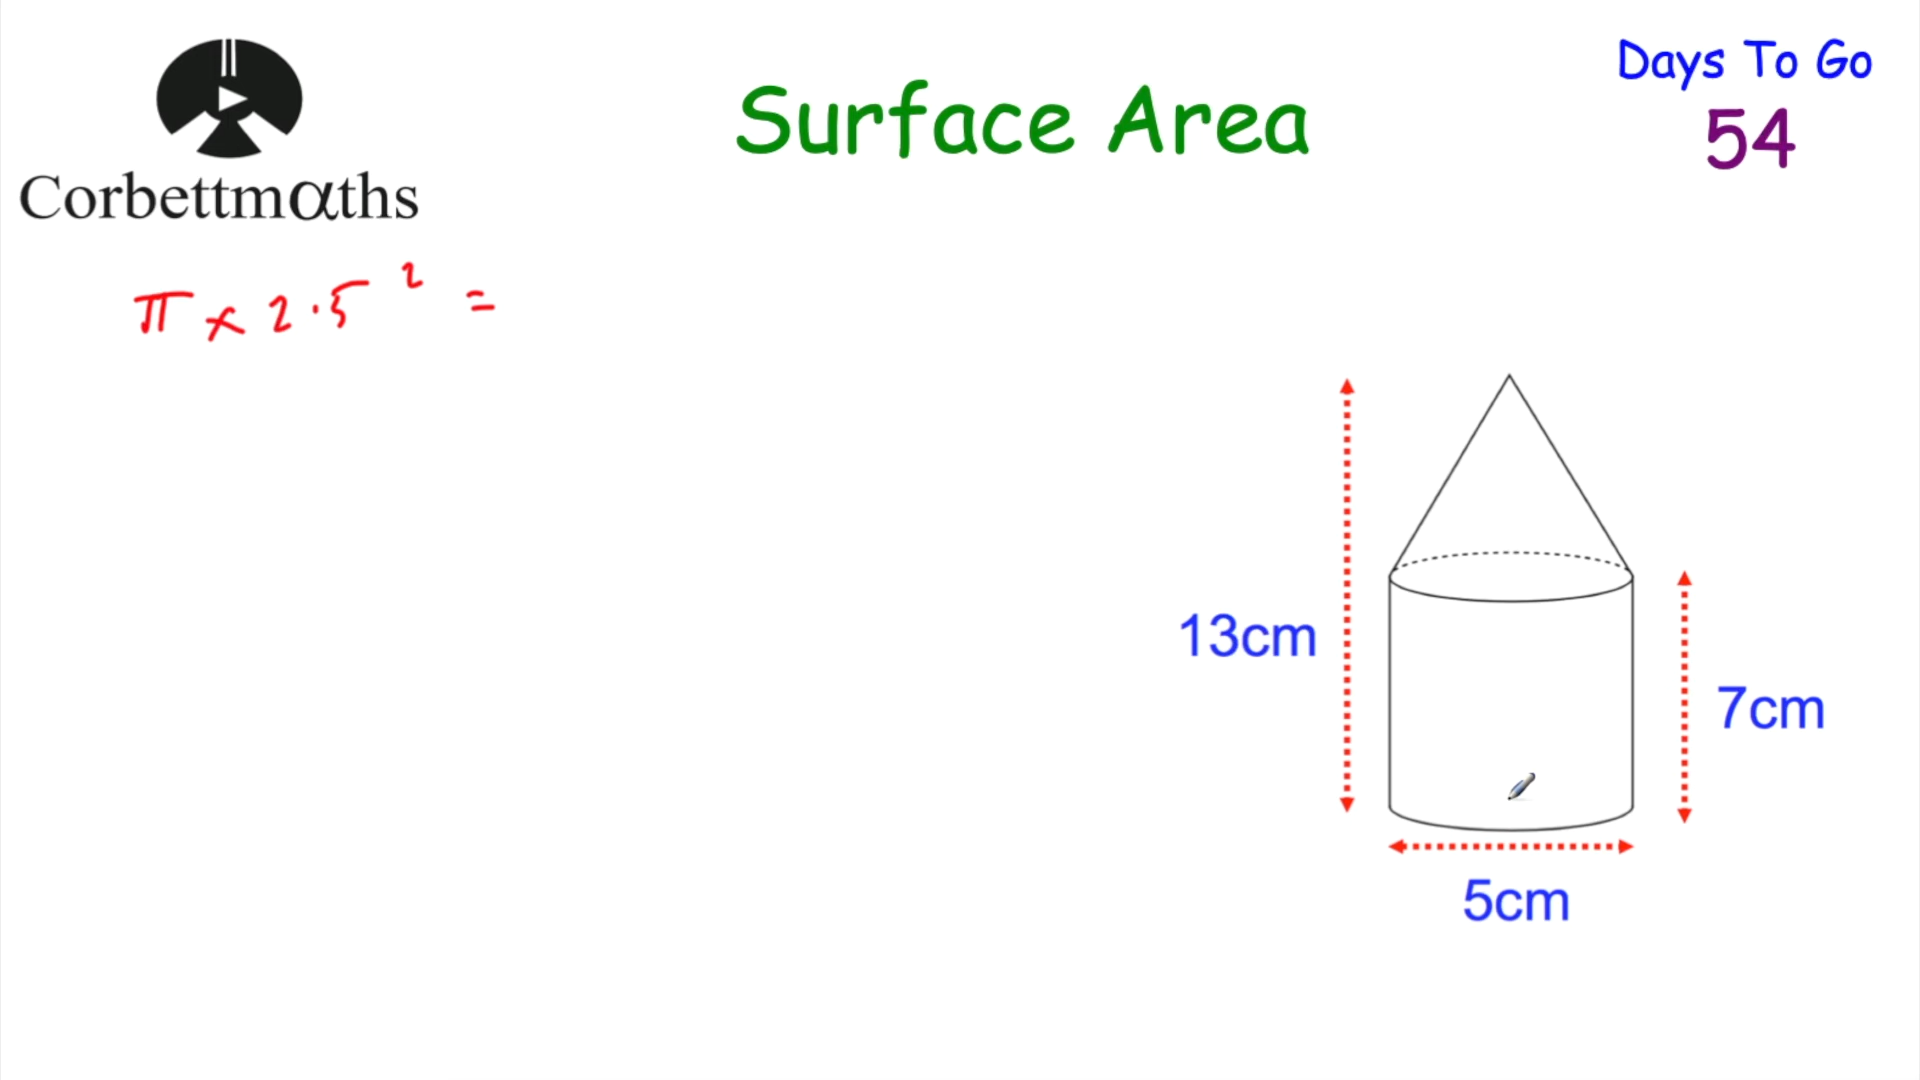 Corbettmαths
Surface Area
Days To Go
54
π × 2.5² =
13cm
7cm
5cm